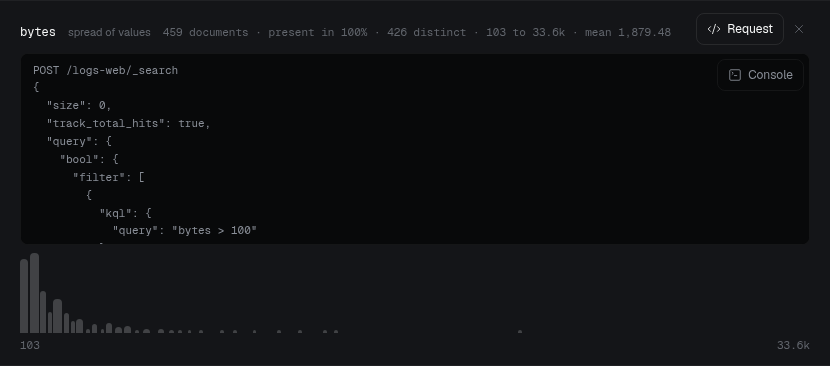 bytes spread of values 459 documents · present in 100% · 426 distinct · 103 to 33.6k · mean 1,879.48
Request
POST /logs-web/_search
Console
{
"size": 0,
"track_total_hits": true,
"query": {
"bool": {
"filter": [
{
"kql": {
"query": "bytes > 100"
103
33.6k